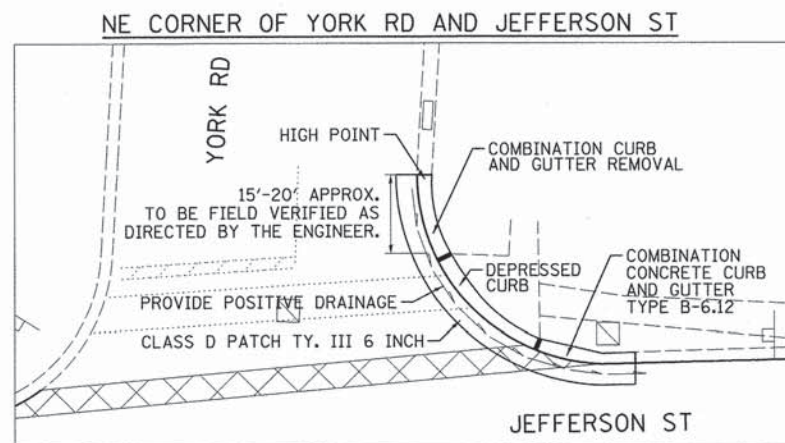 NE CORNER OF YORK RD AND JEFFERSON ST
YORK RD
HIGH POINT
COMBINATION CURB
AND GUTTER REMOVAL
15'-20' APPROX.
TO BE FIELD VERIFIED AS
DIRECTED BY THE ENGINEER.
DEPRESSED
CURB
COMBINATION
CONCRETE CURB
AND GUTTER
TYPE B-6.12
PROVIDE POSITIVE DRAINAGE
CLASS D PATCH TY. III 6 INCH
JEFFERSON ST